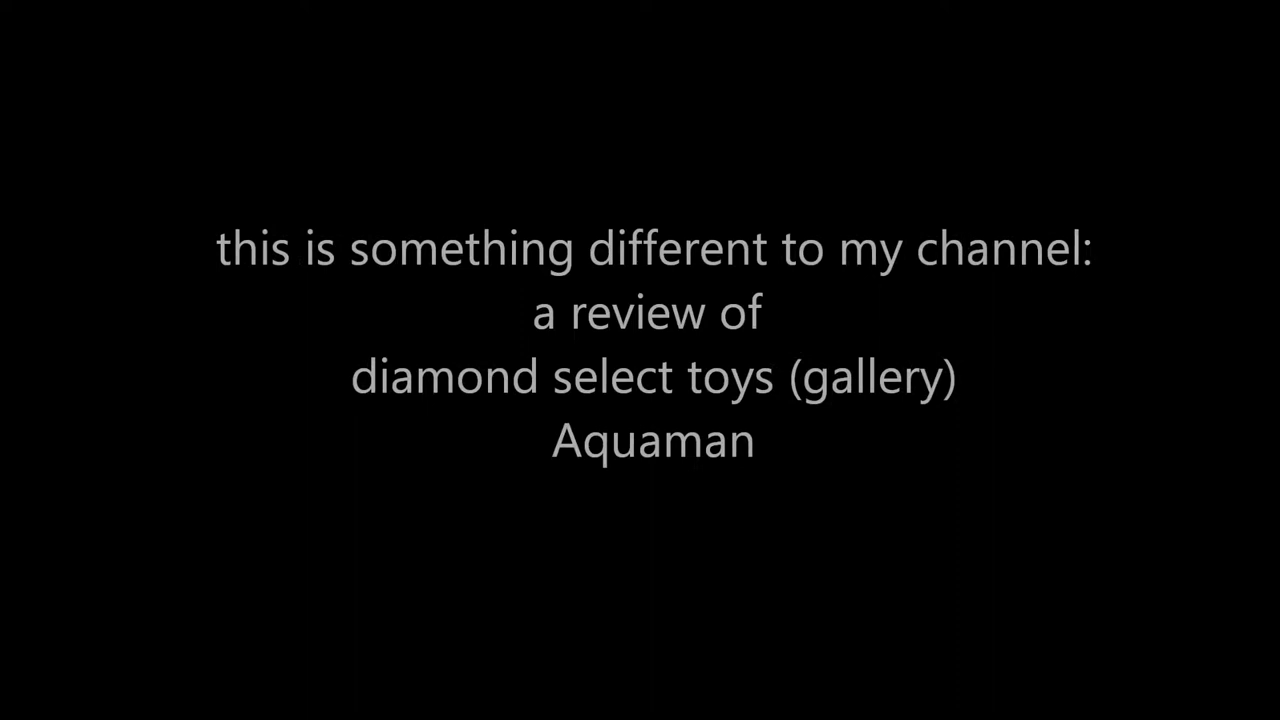 this is something different to my channel:
a review of
diamond select toys (gallery)
Aquaman